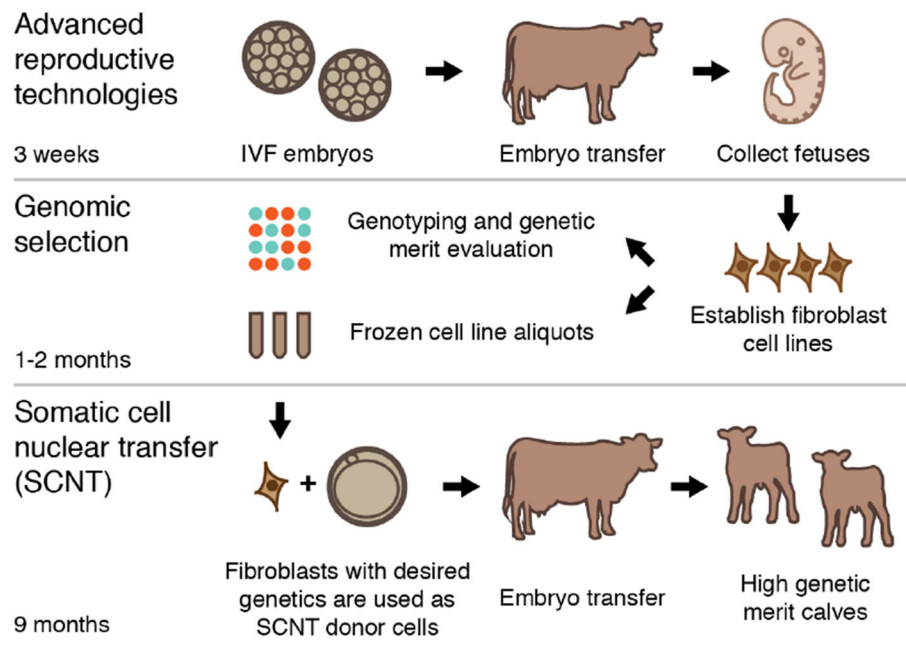 Advanced
reproductive
technologies
3 weeks
IVF embryos
Embryo transfer
Collect fetuses
Genomic
selection
1-2 months
Genotyping and genetic
merit evaluation
Frozen cell line aliquots
Establish fibroblast
cell lines
Somatic cell
nuclear transfer
(SCNT)
9 months
+
Fibroblasts with desired
genetics are used as
SCNT donor cells
Embryo transfer
High genetic
merit calves